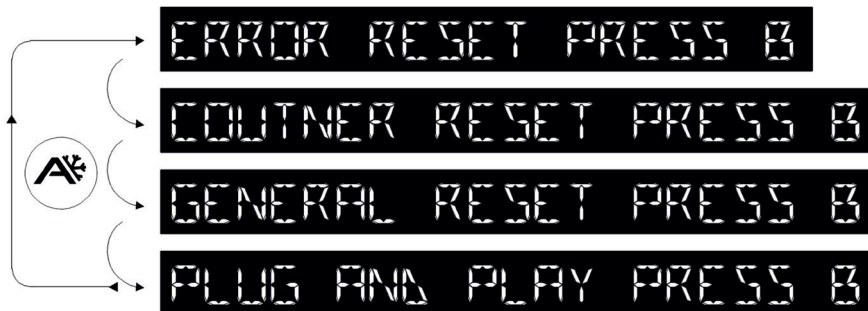 ERROR RESET PRESS B
COUTNER RESET PRESS B
GENERAL RESET PRESS B
PLUG AND PLAY PRESS B
A